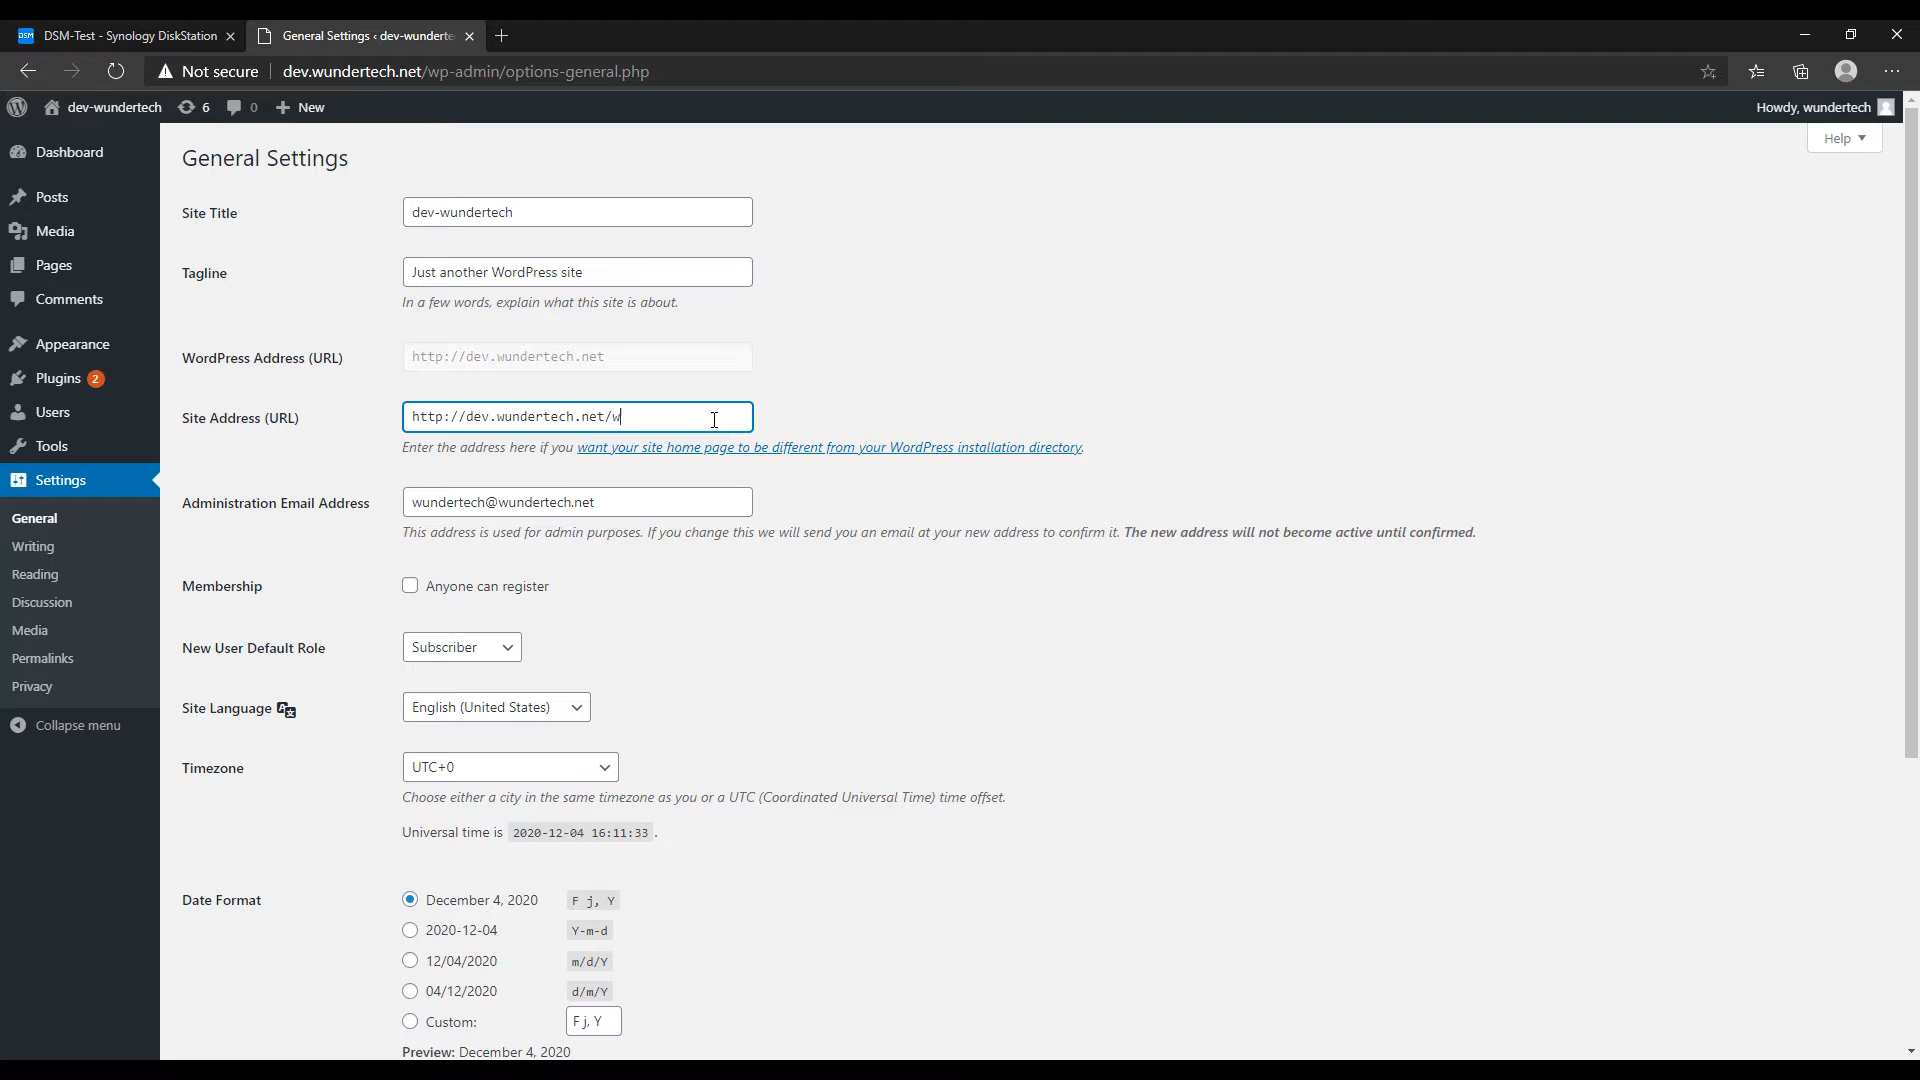 DSM-Test - Synology DiskStation
General Settings ‹ dev-wunderte
Not secure
dev.wundertech.net/wp-admin/options-general.php
dev-wundertech
6
0
New
Howdy, wundertech
Help
Dashboard
Posts
Media
Pages
Comments
Appearance
Plugins 2
Users
Tools
Settings
General
Writing
Reading
Discussion
Media
Permalinks
Privacy
Collapse menu
General Settings
Site Title
dev-wundertech
Tagline
Just another WordPress site
In a few words, explain what this site is about.
WordPress Address (URL)
http://dev.wundertech.net
Site Address (URL)
http://dev.wundertech.net/w
Enter the address here if you want your site home page to be different from your WordPress installation directory.
Administration Email Address
wundertech@wundertech.net
This address is used for admin purposes. If you change this we will send you an email at your new address to confirm it. The new address will not become active until confirmed.
Membership
Anyone can register
New User Default Role
Subscriber
Site Language
English (United States)
Timezone
UTC+0
Choose either a city in the same timezone as you or a UTC (Coordinated Universal Time) time offset.
Universal time is 2020-12-04 16:11:33 .
Date Format
December 4, 2020 F j, Y
2020-12-04 Y-m-d
12/04/2020 m/d/Y
04/12/2020 d/m/Y
Custom: F j, Y
Preview: December 4, 2020